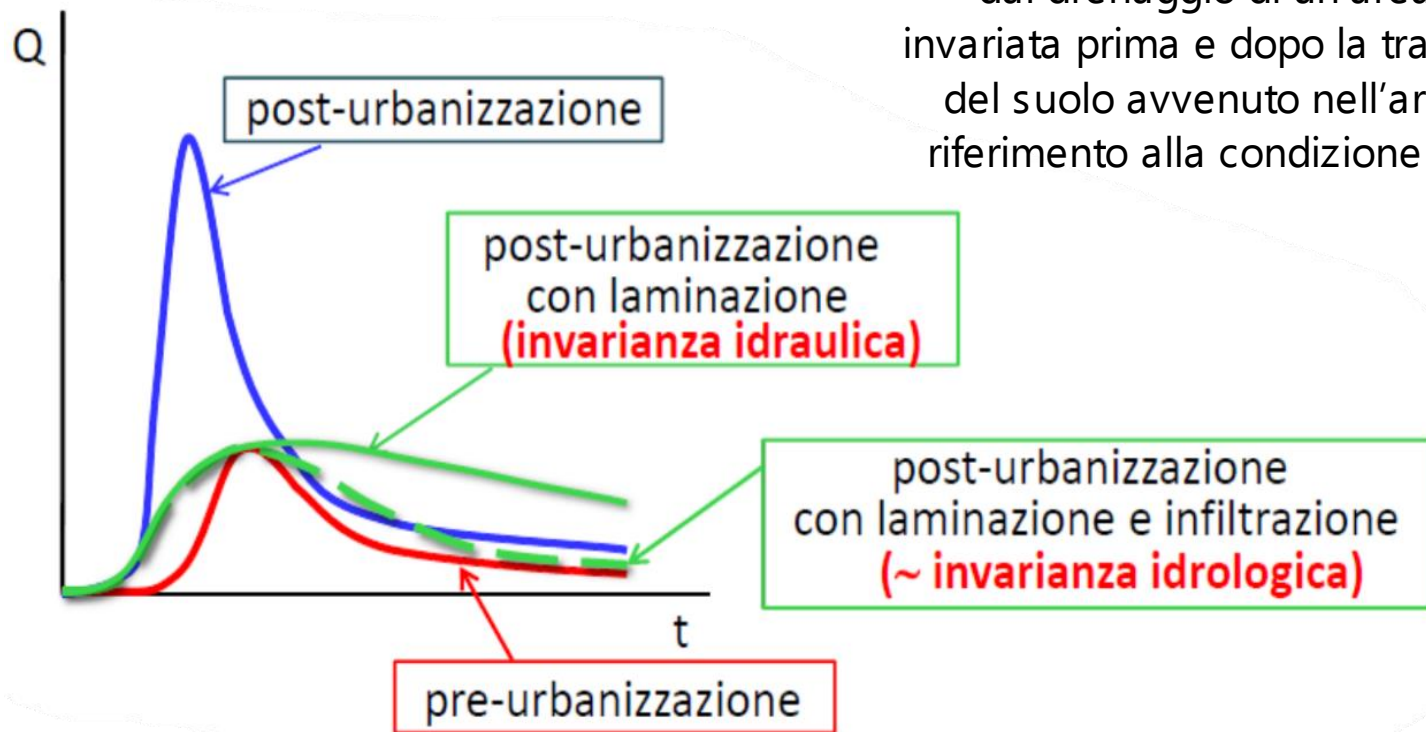 invariata prima e dopo la tra
del suolo avvenuto nell'ar
riferimento alla condizione
Q
post-urbanizzazione
post-urbanizzazione
con laminazione
(invarianza idraulica)
post-urbanizzazione
con laminazione e infiltrazione
(~ invarianza idrologica)
t
pre-urbanizzazione